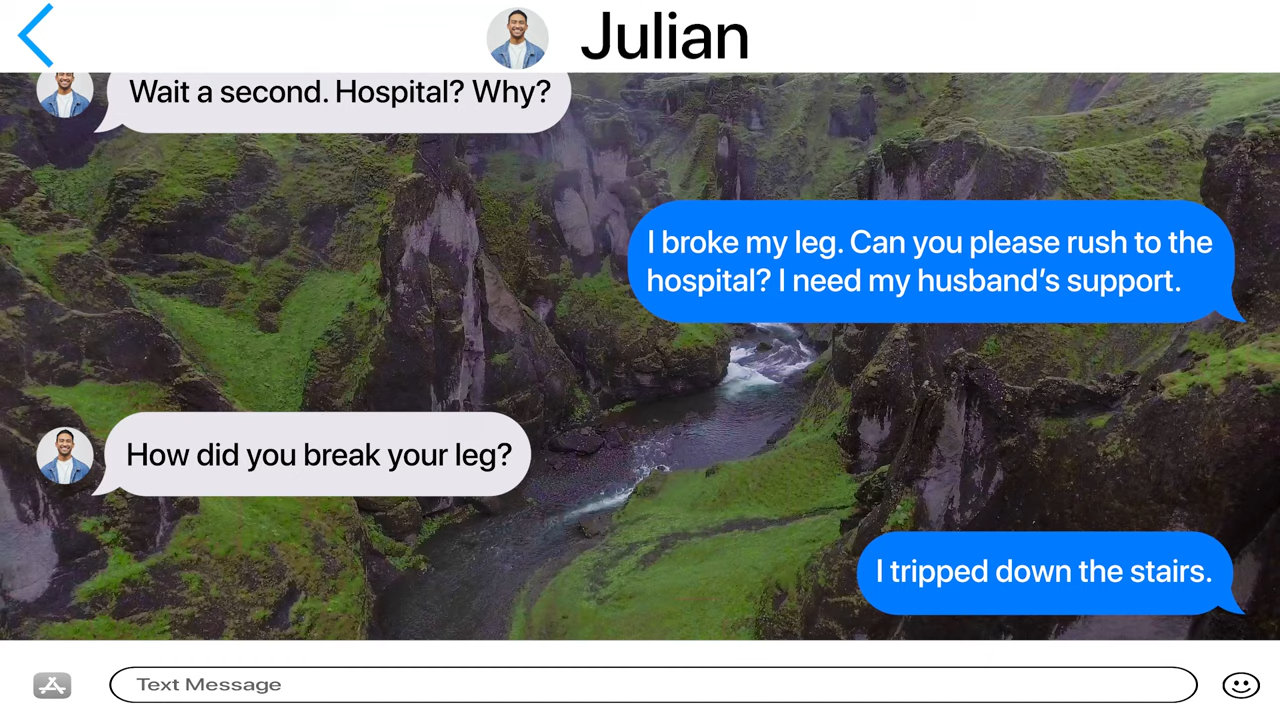 Julian
Wait a second. Hospital? Why?
I broke my leg. Can you please rush to the
hospital? I need my husband's support.
How did you break your leg?
I tripped down the stairs.
Text Message